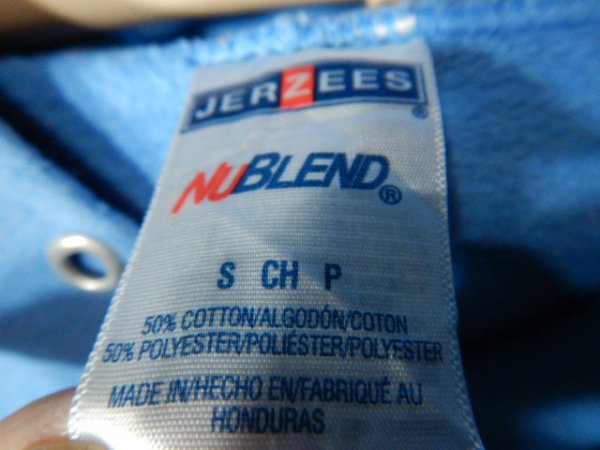 JERZEES®
NUBLEND®
S CH P
50% COTTON/ALGODÓN/COTON
50% POLYESTER/POLIÉSTER/POLYESTER
MADE IN/HECHO EN/FABRIQUÉ AU
HONDURAS